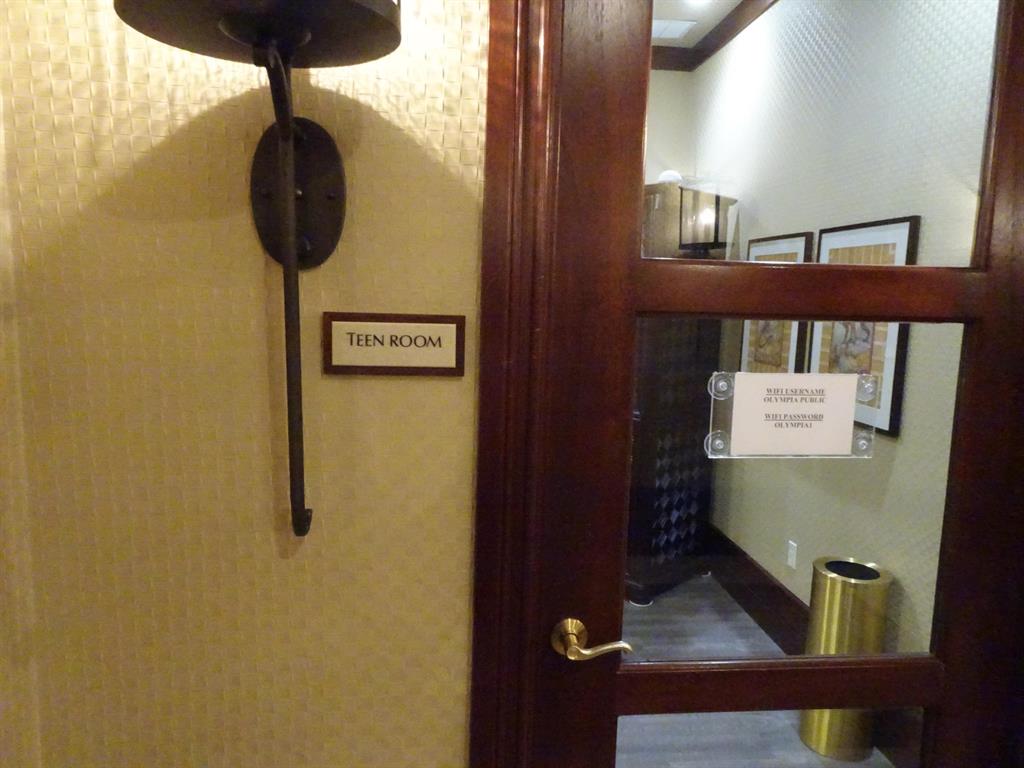 TEEN ROOM
WIFI USERNAME
OLYMPIA PUBLIC
WIFI PASSWORD
OLYMPIA1